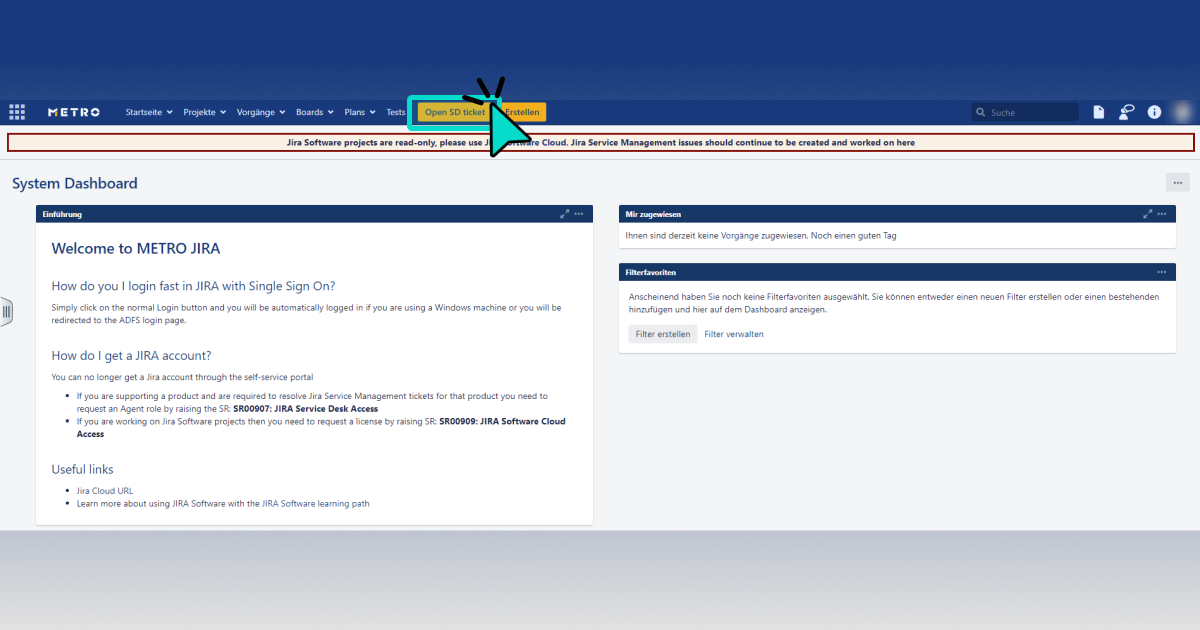 METRO Startseite Projekte Vorgänge Boards Plans Tests Open SD ticket Erstellen Suche
Jira Software projects are read-only, please use Cloud. Jira Service Management issues should continue to be created and worked on here
System Dashboard
Einführung
Welcome to METRO JIRA
How do you I login fast in JIRA with Single Sign On?
Simply click on the normal Login button and you will be automatically logged in if you are using a Windows machine or you will be
redirected to the ADFS login page.
How do I get a JIRA account?
You can no longer get a Jira account through the self-service portal
If you are supporting a product and are required to resolve Jira Service Management tickets for that product you need to
request an Agent role by raising the SR: SR00907: JIRA Service Desk Access
If you are working on Jira Software projects then you need to request a license by raising SR: SR00909: JIRA Software Cloud
Access
Useful links
Jira Cloud URL
Learn more about using JIRA Software with the JIRA Software learning path
Mir zugewiesen
Ihnen sind derzeit keine Vorgänge zugewiesen. Noch einen guten Tag
Filterfavoriten
Anscheinend haben Sie noch keine Filterfavoriten ausgewählt. Sie können entweder einen neuen Filter erstellen oder einen bestehenden
hinzufügen und hier auf dem Dashboard anzeigen.
Filter erstellen Filter verwalten